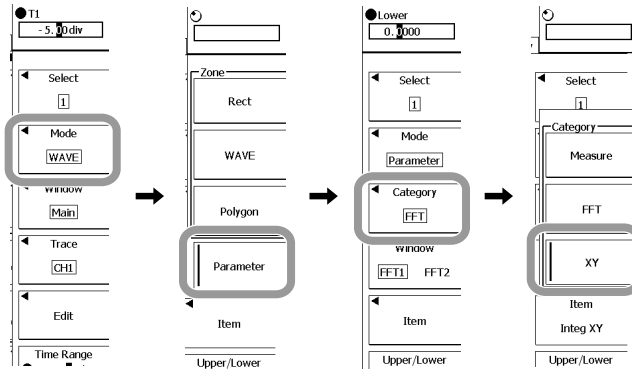 T1
-5.00div
Select
1
Mode
WAVE
Window
Main
Trace
CH1
Edit
Time Range
Zone
Rect
WAVE
Polygon
Parameter
Item
Upper/Lower
Lower
0.0000
Select
1
Mode
Parameter
Category
FFT
Window
FFT1 FFT2
Item
Upper/Lower
Select
1
Category
Measure
FFT
XY
Item
Integ XY
Upper/Lower